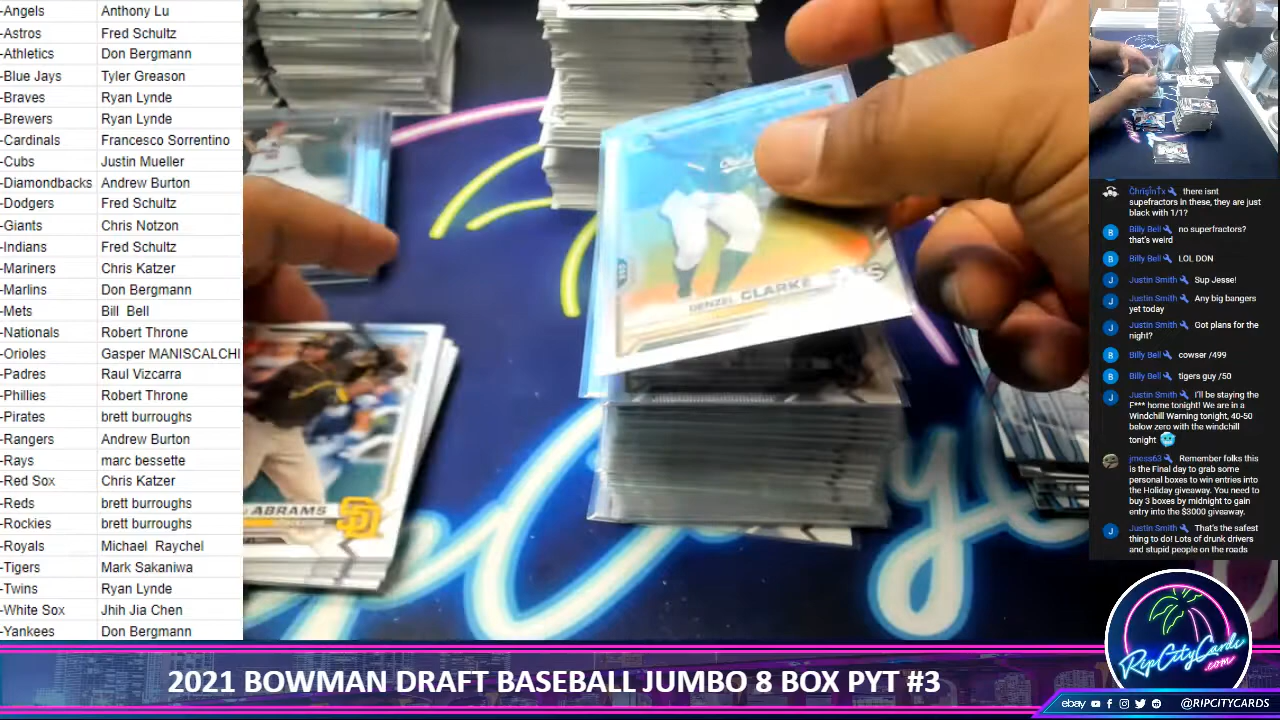 -Angels Anthony Lu
-Astros Fred Schultz
-Athletics Don Bergmann
-Blue Jays Tyler Greason
-Braves Ryan Lynde
-Brewers Ryan Lynde
-Cardinals Francesco Sorrentino
-Cubs Justin Mueller
-Diamondbacks Andrew Burton
-Dodgers Fred Schultz
-Giants Chris Notzon
-Indians Fred Schultz
-Mariners Chris Katzer
-Marlins Don Bergmann
-Mets Bill Bell
-Nationals Robert Throne
-Orioles Gasper MANISCALCHI
-Padres Raul Vizcarra
-Phillies Robert Throne
-Pirates brett burroughs
-Rangers Andrew Burton
-Rays marc bessette
-Red Sox Chris Katzer
-Reds brett burroughs
-Rockies brett burroughs
-Royals Michael Raychel
-Tigers Mark Sakaniwa
-Twins Ryan Lynde
-White Sox Jhih Jia Chen
-Yankees Don Bergmann
DENZEL CLARKE
ABRAMS
SD
there isnt
supefractors in these, they are just
black with 1/1?
Billy Bell no superfractors?
that's weird
Billy Bell LOL DON
Justin Smith Sup Jesse!
Justin Smith Any big bangers
yet today
Justin Smith Got plans for the
night?
Billy Bell cowser /499
Billy Bell tigers guy /50
Justin Smith I'll be staying the
F*** home tonight! We are in a
Windchill Warning tonight, 40-50
below zero with the windchill
tonight
jmess63 Remember folks this
is the Final day to grab some
personal boxes to win entries into
the Holiday giveaway. You need to
buy 3 boxes by midnight to gain
entry into the $3000 giveaway.
Justin Smith That's the safest
thing to do! Lots of drunk drivers
and stupid people on the roads
RipCityCards
.com
2021 BOWMAN DRAFT BASEBALL JUMBO 8 BOX PYT #3
ebay @RIPCITYCARDS